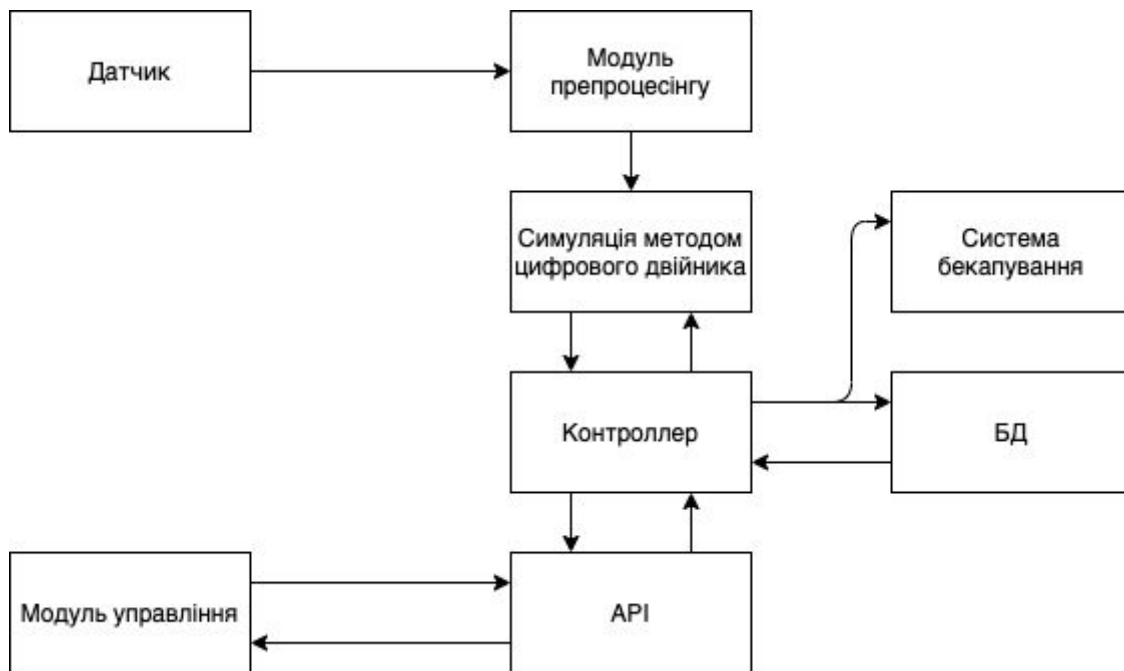 Датчик
Модуль
препроцесінгу
Симуляція методом
цифрового двійника
Система
бекапування
Контроллер
БД
Модуль управління
API